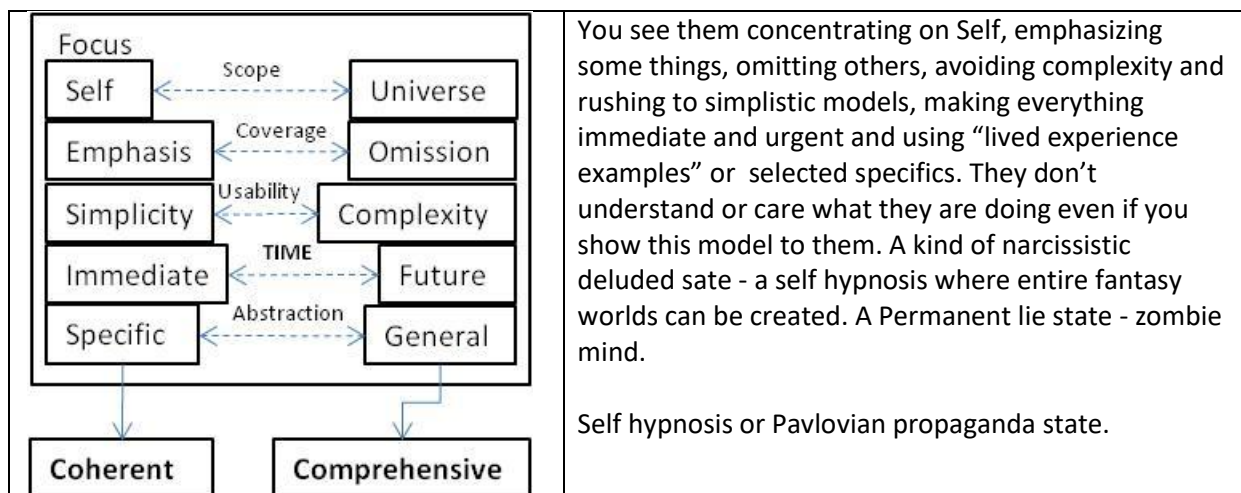 Focus
Scope
Self
Universe
Coverage
Emphasis
Omission
Usability
Simplicity
Complexity
TIME
Immediate
Future
Abstraction
Specific
General
Coherent
Comprehensive
You see them concentrating on Self, emphasizing
some things, omitting others, avoiding complexity and
rushing to simplistic models, making everything
immediate and urgent and using “lived experience
examples” or  selected specifics. They don’t
understand or care what they are doing even if you
show this model to them. A kind of narcissistic
deluded sate - a self hypnosis where entire fantasy
worlds can be created. A Permanent lie state - zombie
mind.
Self hypnosis or Pavlovian propaganda state.